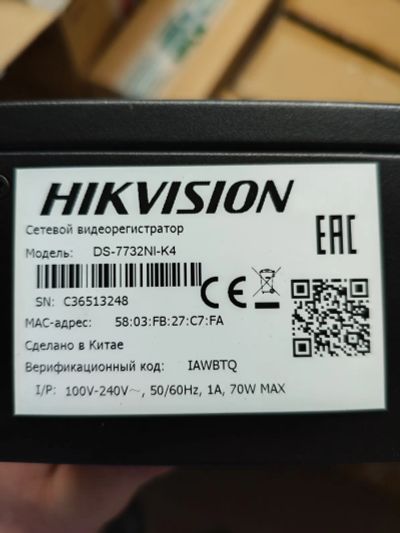 HIKVISION
Сетевой видеорегистратор
Модель: DS-7732NI-K4
EAC
SN: C36513248
CE
MAC-адрес: 58:03:FB:27:C7:FA
Сделано в Китае
Верификационный код: IAWBTQ
I/P: 100V-240V~, 50/60Hz, 1A, 70W MAX